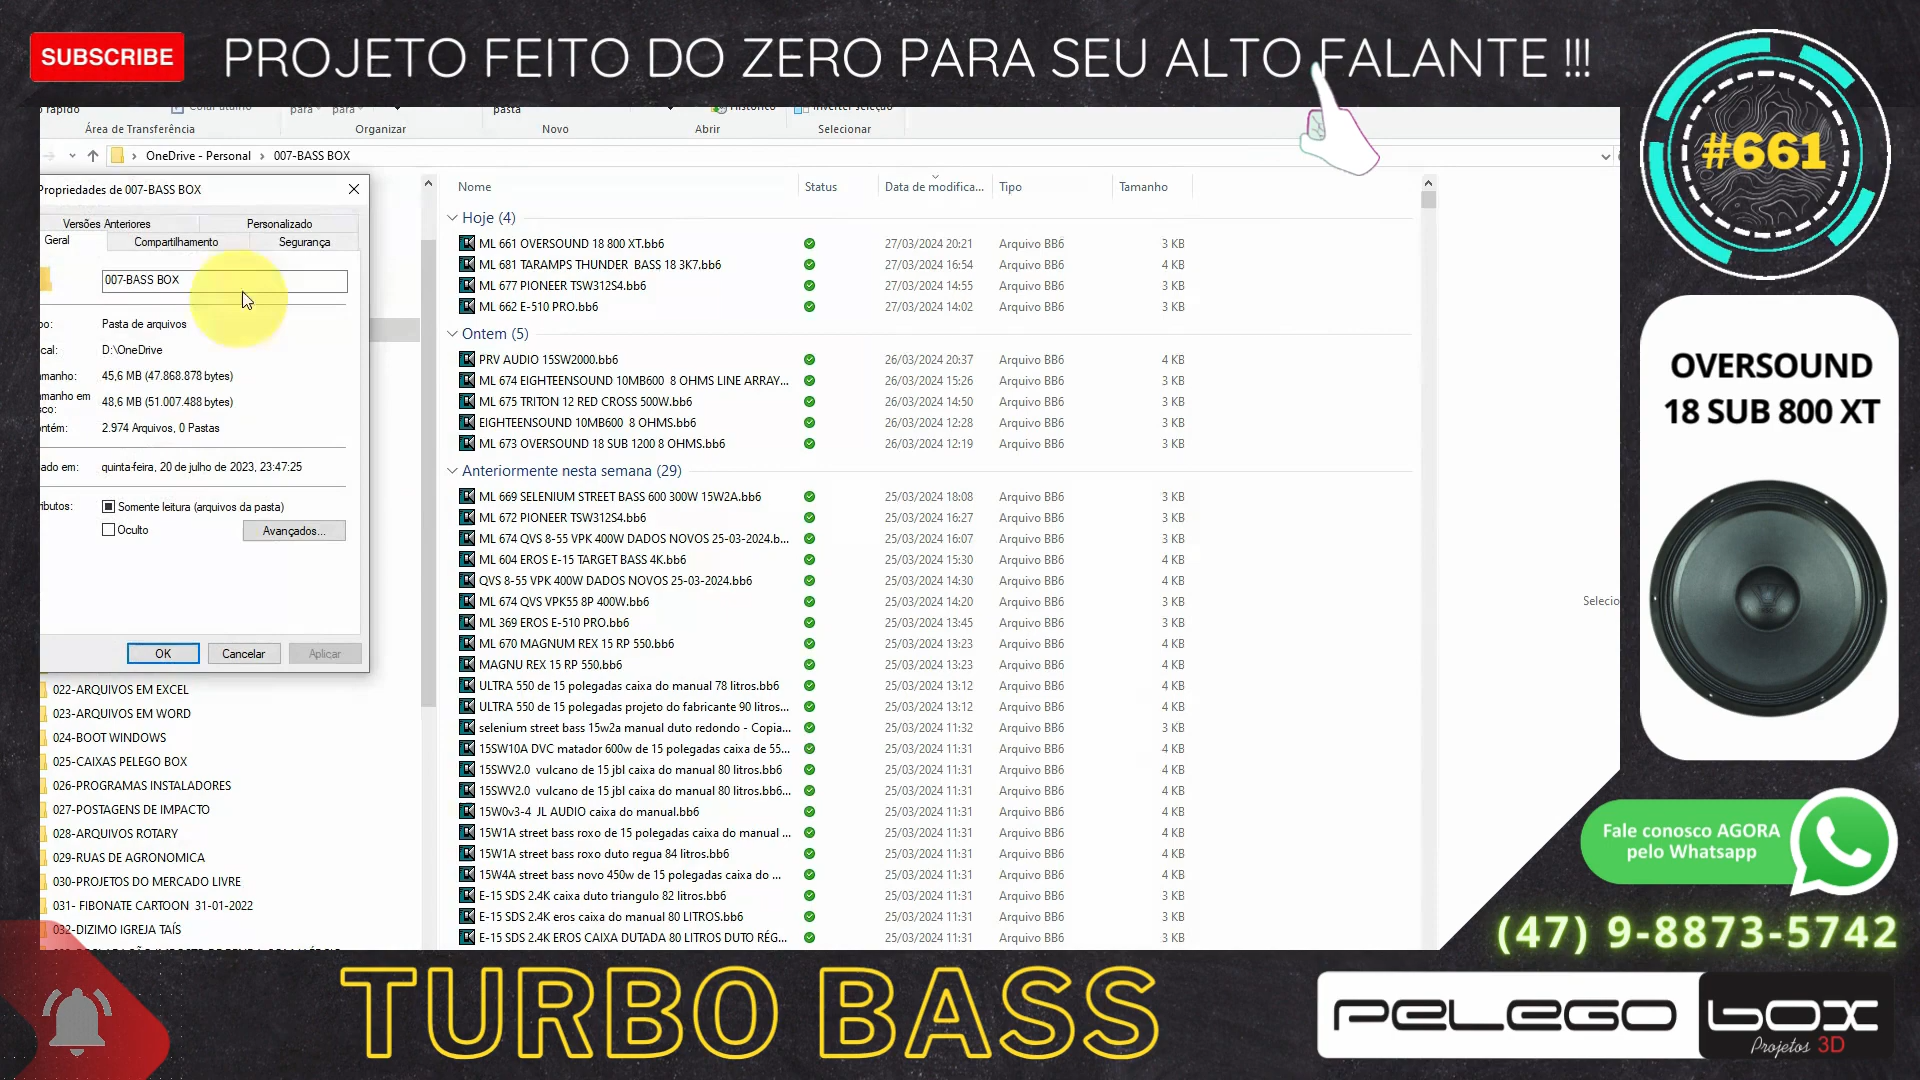 SUBSCRIBE
PROJETO FEITO DO ZERO PARA SEU ALTO FALANTE !!!
#661
para
para
pasta
Histórico
Inverter seleção
Área de Transferência
Organizar
Novo
Abrir
Selecionar
OneDrive - Personal › 007-BASS BOX
Propriedades de 007-BASS BOX
Versões Anteriores
Personalizado
Geral
Compartilhamento
Segurança
007-BASS BOX
Pasta de arquivos
D:\OneDrive
45,6 MB (47.868.878 bytes)
48,6 MB (51.007.488 bytes)
2.974 Arquivos, 0 Pastas
quinta-feira, 20 de julho de 2023, 23:47:25
Somente leitura (arquivos da pasta)
Oculto
Avançados...
OK
Cancelar
Aplicar
022-ARQUIVOS EM EXCEL
023-ARQUIVOS EM WORD
024-BOOT WINDOWS
025-CAIXAS PELEGO BOX
026-PROGRAMAS INSTALADORES
027-POSTAGENS DE IMPACTO
028-ARQUIVOS ROTARY
029-RUAS DE AGRONOMICA
030-PROJETOS DO MERCADO LIVRE
031- FIBONATE CARTOON 31-01-2022
032-DIZIMO IGREJA TAÍS
Nome Status Data de modifica... Tipo Tamanho
Hoje (4)
ML 661 OVERSOUND 18 800 XT.bb6 27/03/2024 20:21 Arquivo BB6 3 KB
ML 681 TARAMPS THUNDER BASS 18 3K7.bb6 27/03/2024 16:54 Arquivo BB6 4 KB
ML 677 PIONEER TSW312S4.bb6 27/03/2024 14:55 Arquivo BB6 3 KB
ML 662 E-510 PRO.bb6 27/03/2024 14:02 Arquivo BB6 3 KB
Ontem (5)
PRV AUDIO 15SW2000.bb6 26/03/2024 20:37 Arquivo BB6 4 KB
ML 674 EIGHTEENSOUND 10MB600 8 OHMS LINE ARRAY... 26/03/2024 15:26 Arquivo BB6 3 KB
ML 675 TRITON 12 RED CROSS 500W.bb6 26/03/2024 14:50 Arquivo BB6 3 KB
EIGHTEENSOUND 10MB600 8 OHMS.bb6 26/03/2024 12:28 Arquivo BB6 3 KB
ML 673 OVERSOUND 18 SUB 1200 8 OHMS.bb6 26/03/2024 12:19 Arquivo BB6 3 KB
Anteriormente nesta semana (29)
ML 669 SELENIUM STREET BASS 600 300W 15W2A.bb6 25/03/2024 18:08 Arquivo BB6 3 KB
ML 672 PIONEER TSW312S4.bb6 25/03/2024 16:27 Arquivo BB6 3 KB
ML 674 QVS 8-55 VPK 400W DADOS NOVOS 25-03-2024.b... 25/03/2024 16:07 Arquivo BB6 3 KB
ML 604 EROS E-15 TARGET BASS 4K.bb6 25/03/2024 15:30 Arquivo BB6 4 KB
QVS 8-55 VPK 400W DADOS NOVOS 25-03-2024.bb6 25/03/2024 14:30 Arquivo BB6 3 KB
ML 674 QVS VPK55 8P 400W.bb6 25/03/2024 14:20 Arquivo BB6 3 KB
ML 369 EROS E-510 PRO.bb6 25/03/2024 13:45 Arquivo BB6 3 KB
ML 670 MAGNUM REX 15 RP 550.bb6 25/03/2024 13:23 Arquivo BB6 4 KB
MAGNU REX 15 RP 550.bb6 25/03/2024 13:23 Arquivo BB6 4 KB
ULTRA 550 de 15 polegadas caixa do manual 78 litros.bb6 25/03/2024 13:12 Arquivo BB6 4 KB
ULTRA 550 de 15 polegadas projeto do fabricante 90 litros... 25/03/2024 13:12 Arquivo BB6 4 KB
selenium street bass 15w2a manual duto redondo - Copia... 25/03/2024 11:32 Arquivo BB6 3 KB
15SW10A DVC matador 600w de 15 polegadas caixa de 55... 25/03/2024 11:31 Arquivo BB6 4 KB
15SWV2.0 vulcano de 15 jbl caixa do manual 80 litros.bb6 25/03/2024 11:31 Arquivo BB6 4 KB
15SWV2.0 vulcano de 15 jbl caixa do manual 80 litros.bb6... 25/03/2024 11:31 Arquivo BB6 4 KB
15W0v3-4 JL AUDIO caixa do manual.bb6 25/03/2024 11:31 Arquivo BB6 4 KB
15W1A street bass roxo de 15 polegadas caixa do manual ... 25/03/2024 11:31 Arquivo BB6 4 KB
15W1A street bass roxo duto regua 84 litros.bb6 25/03/2024 11:31 Arquivo BB6 4 KB
15W4A street bass novo 450w de 15 polegadas caixa do ... 25/03/2024 11:31 Arquivo BB6 4 KB
E-15 SDS 2.4K caixa duto triangulo 82 litros.bb6 25/03/2024 11:31 Arquivo BB6 4 KB
E-15 SDS 2.4K eros caixa do manual 80 LITROS.bb6 25/03/2024 11:31 Arquivo BB6 4 KB
E-15 SDS 2.4K EROS CAIXA DUTADA 80 LITROS DUTO RÉG... 25/03/2024 11:31 Arquivo BB6 4 KB
Selecio
OVERSOUND
18 SUB 800 XT
Fale conosco AGORA
pelo Whatsapp
(47) 9-8873-5742
TURBO BASS
PELEGO BOX
Projetos 3D